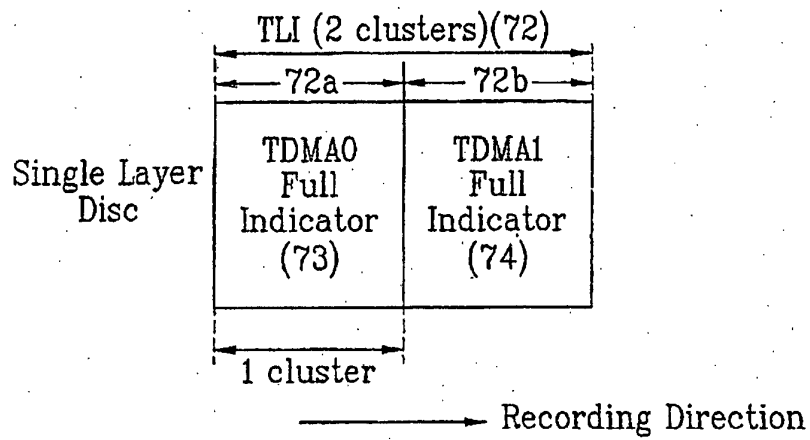 TLI (2 clusters)(72)
72a
72b
Single Layer
Disc
TDMA0
Full
Indicator
(73)
TDMA1
Full
Indicator
(74)
1 cluster
Recording Direction